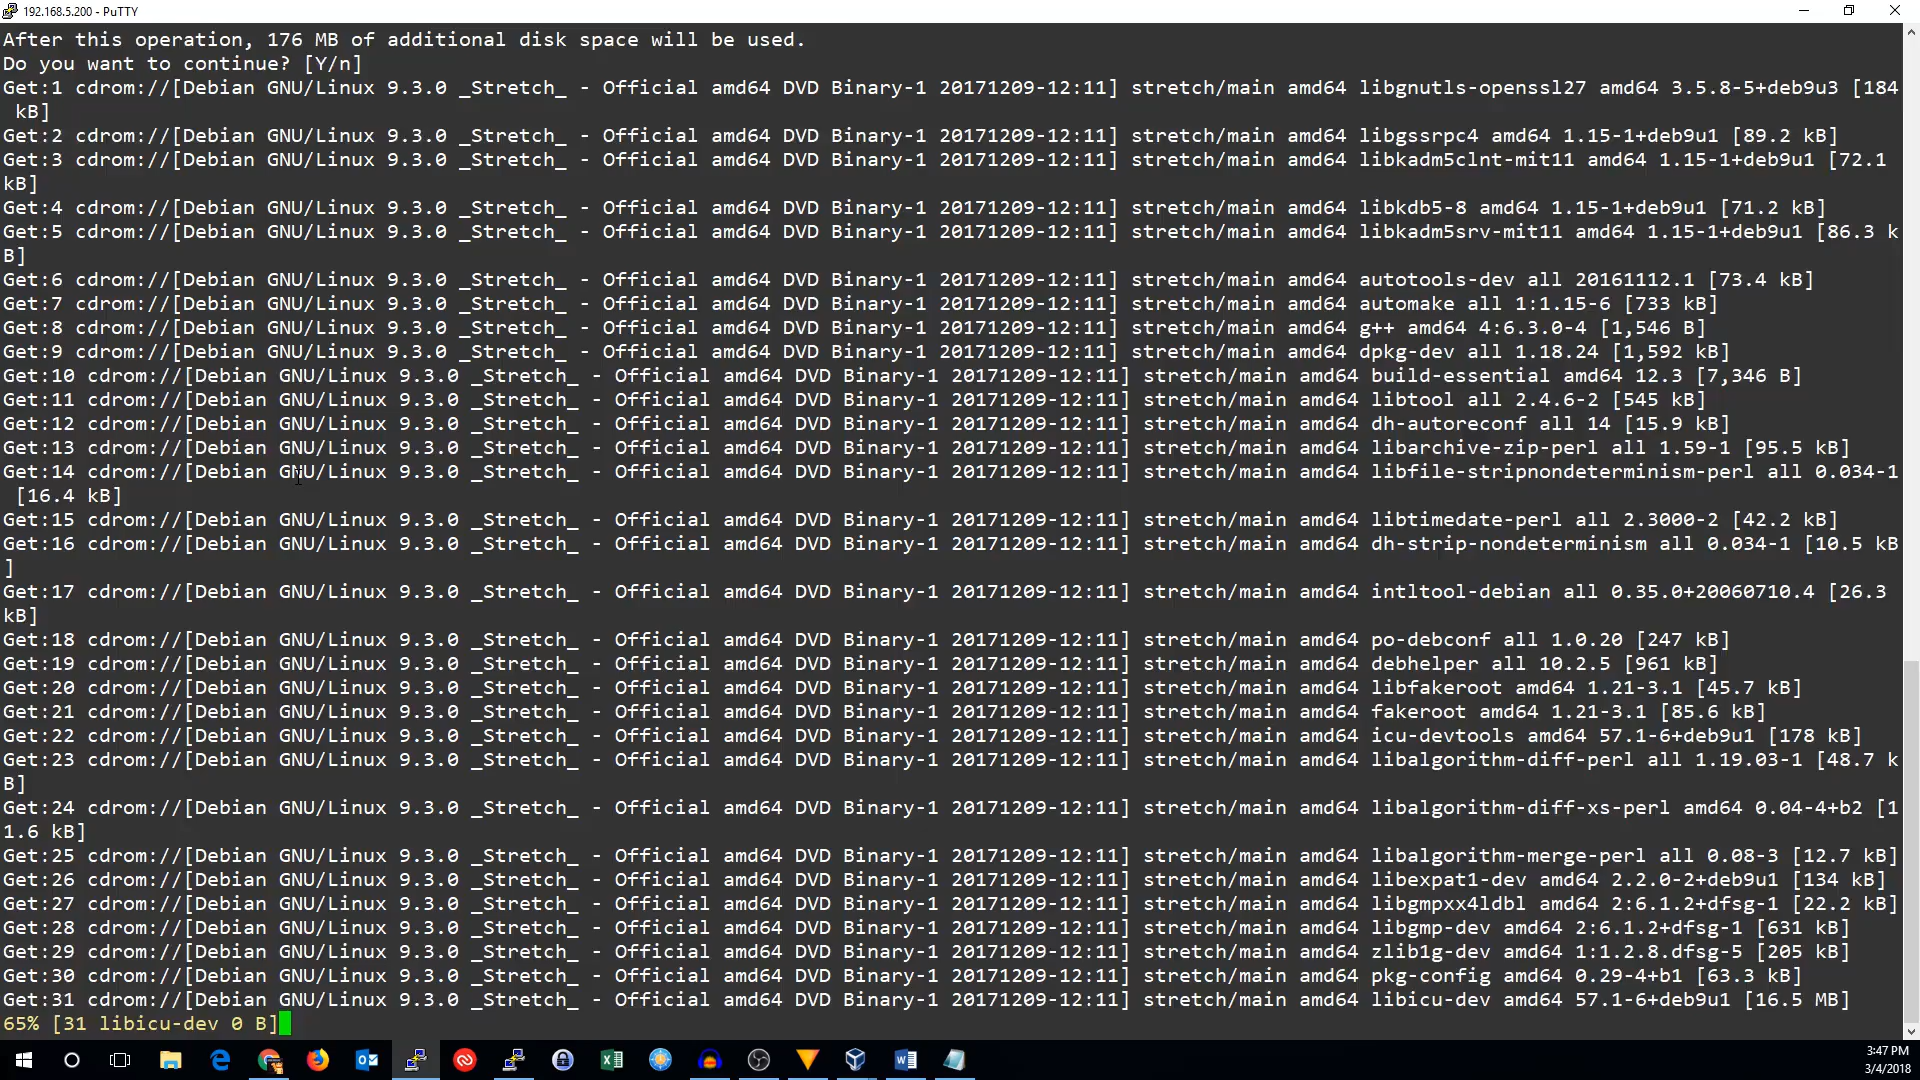 192.168.5.200 - PuTTY
After this operation, 176 MB of additional disk space will be used.
Do you want to continue? [Y/n]
Get:1 cdrom://[Debian GNU/Linux 9.3.0 _Stretch_ - Official amd64 DVD Binary-1 20171209-12:11] stretch/main amd64 libgnutls-openssl27 amd64 3.5.8-5+deb9u3 [184
kB]
Get:2 cdrom://[Debian GNU/Linux 9.3.0 _Stretch_ - Official amd64 DVD Binary-1 20171209-12:11] stretch/main amd64 libgssrpc4 amd64 1.15-1+deb9u1 [89.2 kB]
Get:3 cdrom://[Debian GNU/Linux 9.3.0 _Stretch_ - Official amd64 DVD Binary-1 20171209-12:11] stretch/main amd64 libkadm5clnt-mit11 amd64 1.15-1+deb9u1 [72.1
kB]
Get:4 cdrom://[Debian GNU/Linux 9.3.0 _Stretch_ - Official amd64 DVD Binary-1 20171209-12:11] stretch/main amd64 libkdb5-8 amd64 1.15-1+deb9u1 [71.2 kB]
Get:5 cdrom://[Debian GNU/Linux 9.3.0 _Stretch_ - Official amd64 DVD Binary-1 20171209-12:11] stretch/main amd64 libkadm5srv-mit11 amd64 1.15-1+deb9u1 [86.3 k
B]
Get:6 cdrom://[Debian GNU/Linux 9.3.0 _Stretch_ - Official amd64 DVD Binary-1 20171209-12:11] stretch/main amd64 autotools-dev all 20161112.1 [73.4 kB]
Get:7 cdrom://[Debian GNU/Linux 9.3.0 _Stretch_ - Official amd64 DVD Binary-1 20171209-12:11] stretch/main amd64 automake all 1:1.15-6 [733 kB]
Get:8 cdrom://[Debian GNU/Linux 9.3.0 _Stretch_ - Official amd64 DVD Binary-1 20171209-12:11] stretch/main amd64 g++ amd64 4:6.3.0-4 [1,546 B]
Get:9 cdrom://[Debian GNU/Linux 9.3.0 _Stretch_ - Official amd64 DVD Binary-1 20171209-12:11] stretch/main amd64 dpkg-dev all 1.18.24 [1,592 kB]
Get:10 cdrom://[Debian GNU/Linux 9.3.0 _Stretch_ - Official amd64 DVD Binary-1 20171209-12:11] stretch/main amd64 build-essential amd64 12.3 [7,346 B]
Get:11 cdrom://[Debian GNU/Linux 9.3.0 _Stretch_ - Official amd64 DVD Binary-1 20171209-12:11] stretch/main amd64 libtool all 2.4.6-2 [545 kB]
Get:12 cdrom://[Debian GNU/Linux 9.3.0 _Stretch_ - Official amd64 DVD Binary-1 20171209-12:11] stretch/main amd64 dh-autoreconf all 14 [15.9 kB]
Get:13 cdrom://[Debian GNU/Linux 9.3.0 _Stretch_ - Official amd64 DVD Binary-1 20171209-12:11] stretch/main amd64 libarchive-zip-perl all 1.59-1 [95.5 kB]
Get:14 cdrom://[Debian GNU/Linux 9.3.0 _Stretch_ - Official amd64 DVD Binary-1 20171209-12:11] stretch/main amd64 libfile-stripnondeterminism-perl all 0.034-1
[16.4 kB]
Get:15 cdrom://[Debian GNU/Linux 9.3.0 _Stretch_ - Official amd64 DVD Binary-1 20171209-12:11] stretch/main amd64 libtimedate-perl all 2.3000-2 [42.2 kB]
Get:16 cdrom://[Debian GNU/Linux 9.3.0 _Stretch_ - Official amd64 DVD Binary-1 20171209-12:11] stretch/main amd64 dh-strip-nondeterminism all 0.034-1 [10.5 kB
]
Get:17 cdrom://[Debian GNU/Linux 9.3.0 _Stretch_ - Official amd64 DVD Binary-1 20171209-12:11] stretch/main amd64 intltool-debian all 0.35.0+20060710.4 [26.3
kB]
Get:18 cdrom://[Debian GNU/Linux 9.3.0 _Stretch_ - Official amd64 DVD Binary-1 20171209-12:11] stretch/main amd64 po-debconf all 1.0.20 [247 kB]
Get:19 cdrom://[Debian GNU/Linux 9.3.0 _Stretch_ - Official amd64 DVD Binary-1 20171209-12:11] stretch/main amd64 debhelper all 10.2.5 [961 kB]
Get:20 cdrom://[Debian GNU/Linux 9.3.0 _Stretch_ - Official amd64 DVD Binary-1 20171209-12:11] stretch/main amd64 libfakeroot amd64 1.21-3.1 [45.7 kB]
Get:21 cdrom://[Debian GNU/Linux 9.3.0 _Stretch_ - Official amd64 DVD Binary-1 20171209-12:11] stretch/main amd64 fakeroot amd64 1.21-3.1 [85.6 kB]
Get:22 cdrom://[Debian GNU/Linux 9.3.0 _Stretch_ - Official amd64 DVD Binary-1 20171209-12:11] stretch/main amd64 icu-devtools amd64 57.1-6+deb9u1 [178 kB]
Get:23 cdrom://[Debian GNU/Linux 9.3.0 _Stretch_ - Official amd64 DVD Binary-1 20171209-12:11] stretch/main amd64 libalgorithm-diff-perl all 1.19.03-1 [48.7 k
B]
Get:24 cdrom://[Debian GNU/Linux 9.3.0 _Stretch_ - Official amd64 DVD Binary-1 20171209-12:11] stretch/main amd64 libalgorithm-diff-xs-perl amd64 0.04-4+b2 [1
1.6 kB]
Get:25 cdrom://[Debian GNU/Linux 9.3.0 _Stretch_ - Official amd64 DVD Binary-1 20171209-12:11] stretch/main amd64 libalgorithm-merge-perl all 0.08-3 [12.7 kB]
Get:26 cdrom://[Debian GNU/Linux 9.3.0 _Stretch_ - Official amd64 DVD Binary-1 20171209-12:11] stretch/main amd64 libexpat1-dev amd64 2.2.0-2+deb9u1 [134 kB]
Get:27 cdrom://[Debian GNU/Linux 9.3.0 _Stretch_ - Official amd64 DVD Binary-1 20171209-12:11] stretch/main amd64 libgmpxx4ldbl amd64 2:6.1.2+dfsg-1 [22.2 kB]
Get:28 cdrom://[Debian GNU/Linux 9.3.0 _Stretch_ - Official amd64 DVD Binary-1 20171209-12:11] stretch/main amd64 libgmp-dev amd64 2:6.1.2+dfsg-1 [631 kB]
Get:29 cdrom://[Debian GNU/Linux 9.3.0 _Stretch_ - Official amd64 DVD Binary-1 20171209-12:11] stretch/main amd64 zlib1g-dev amd64 1:1.2.8.dfsg-5 [205 kB]
Get:30 cdrom://[Debian GNU/Linux 9.3.0 _Stretch_ - Official amd64 DVD Binary-1 20171209-12:11] stretch/main amd64 pkg-config amd64 0.29-4+b1 [63.3 kB]
Get:31 cdrom://[Debian GNU/Linux 9.3.0 _Stretch_ - Official amd64 DVD Binary-1 20171209-12:11] stretch/main amd64 libicu-dev amd64 57.1-6+deb9u1 [16.5 MB]
65% [31 libicu-dev 0 B]
3:47 PM
3/4/2018